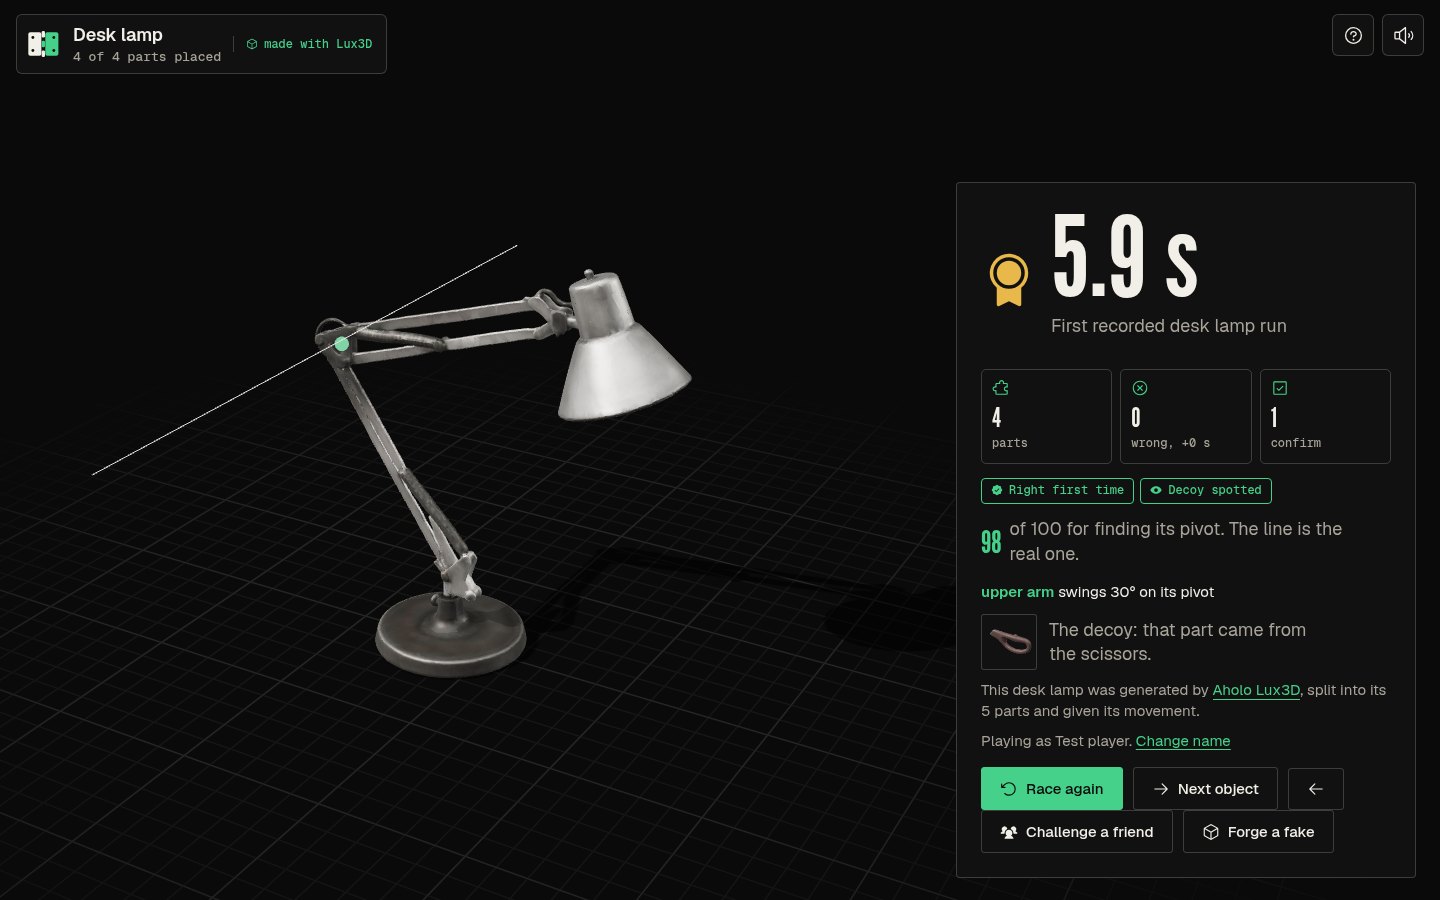 Desk lamp
4 of 4 parts placed
made with Lux3D
5.9 s
First recorded desk lamp run
4
parts
0
wrong, +0 s
1
confirm
Right first time
Decoy spotted
98 of 100 for finding its pivot. The line is the
real one.
upper arm swings 30° on its pivot
The decoy: that part came from
the scissors.
This desk lamp was generated by Aholo Lux3D, split into its
5 parts and given its movement.
Playing as Test player. Change name
Race again
Next object
Challenge a friend
Forge a fake